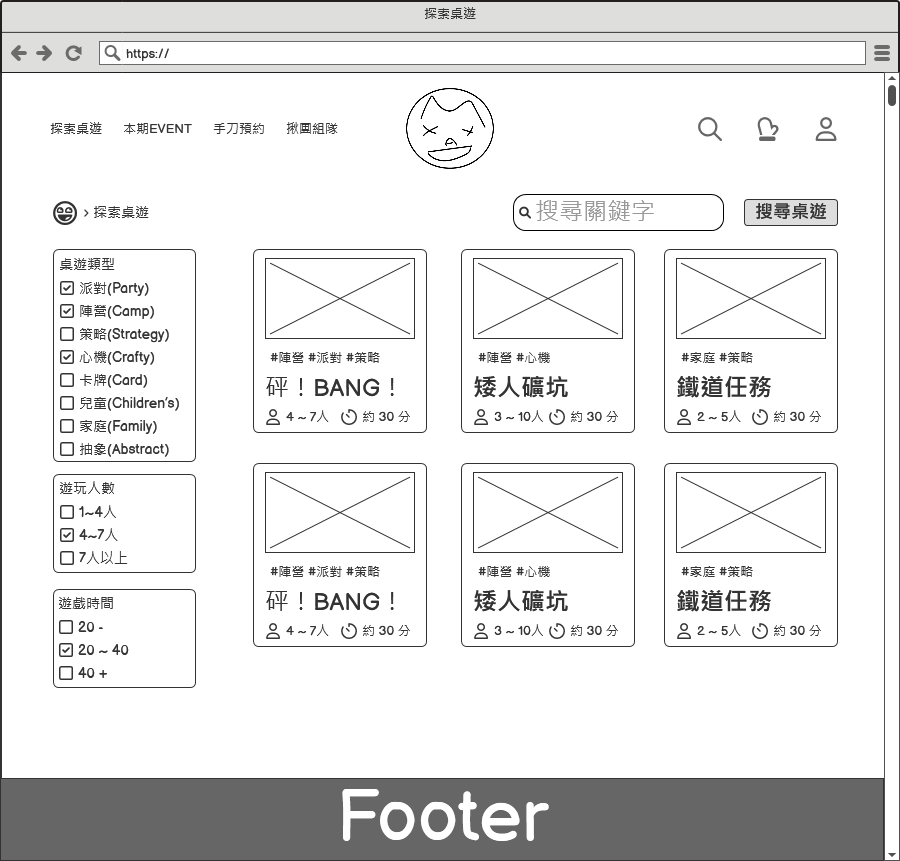 探索桌遊
https://
探索桌遊 本期EVENT 手刀預約 揪團組隊
> 探索桌遊
搜尋關鍵字 搜尋桌遊
桌遊類型
派對(Party)
陣營(Camp)
策略(Strategy)
心機(Crafty)
卡牌(Card)
兒童(Children's)
家庭(Family)
抽象(Abstract)
遊玩人數
1~4人
4~7人
7人以上
遊戲時間
20 -
20 ~ 40
40 +
#陣營 #派對 #策略
砰！BANG！
4 ~ 7人 約 30 分
#陣營 #心機
矮人礦坑
3 ~ 10人 約 30 分
#家庭 #策略
鐵道任務
2 ~ 5人 約 30 分
#陣營 #派對 #策略
砰！BANG！
4 ~ 7人 約 30 分
#陣營 #心機
矮人礦坑
3 ~ 10人 約 30 分
#家庭 #策略
鐵道任務
2 ~ 5人 約 30 分
Footer